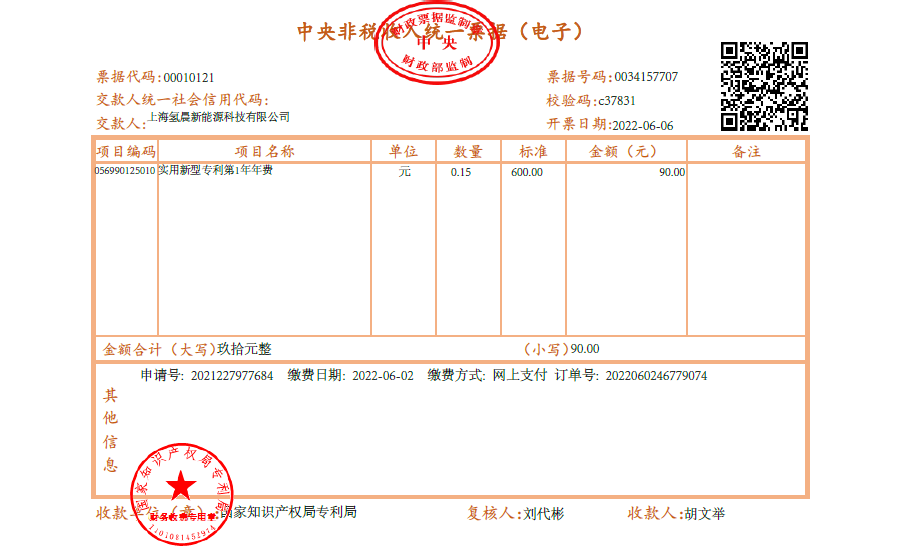 中央非税收入统一票据（电子）
财政票据监制章
中央
财政部监制
票据代码:00010121
票据号码:0034157707
交款人统一社会信用代码:
校验码:c37831
交款人:上海氢晨新能源科技有限公司
开票日期:2022-06-06
项目编码 项目名称 单位 数量 标准 金额（元） 备注
056990125010 实用新型专利第1年年费 元 0.15 600.00 90.00
金额合计（大写）玖拾元整 （小写）90.00
申请号: 2021227977684 缴费日期: 2022-06-02 缴费方式: 网上支付 订单号: 2022060246779074
其他信息
国家知识产权局专利局
财务收费专用章
收款单位（章）:国家知识产权局专利局 复核人:刘代彬 收款人:胡文举